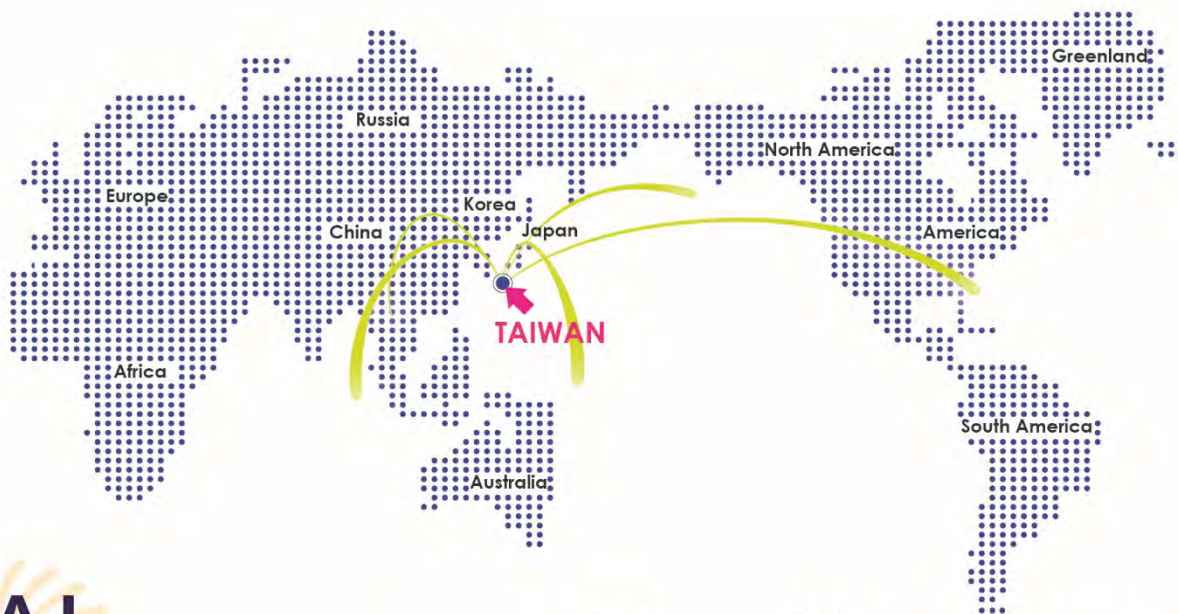 Greenland
Russia
North America
Europe
Korea
China
Japan
America
TAIWAN
Africa
South America
Australia